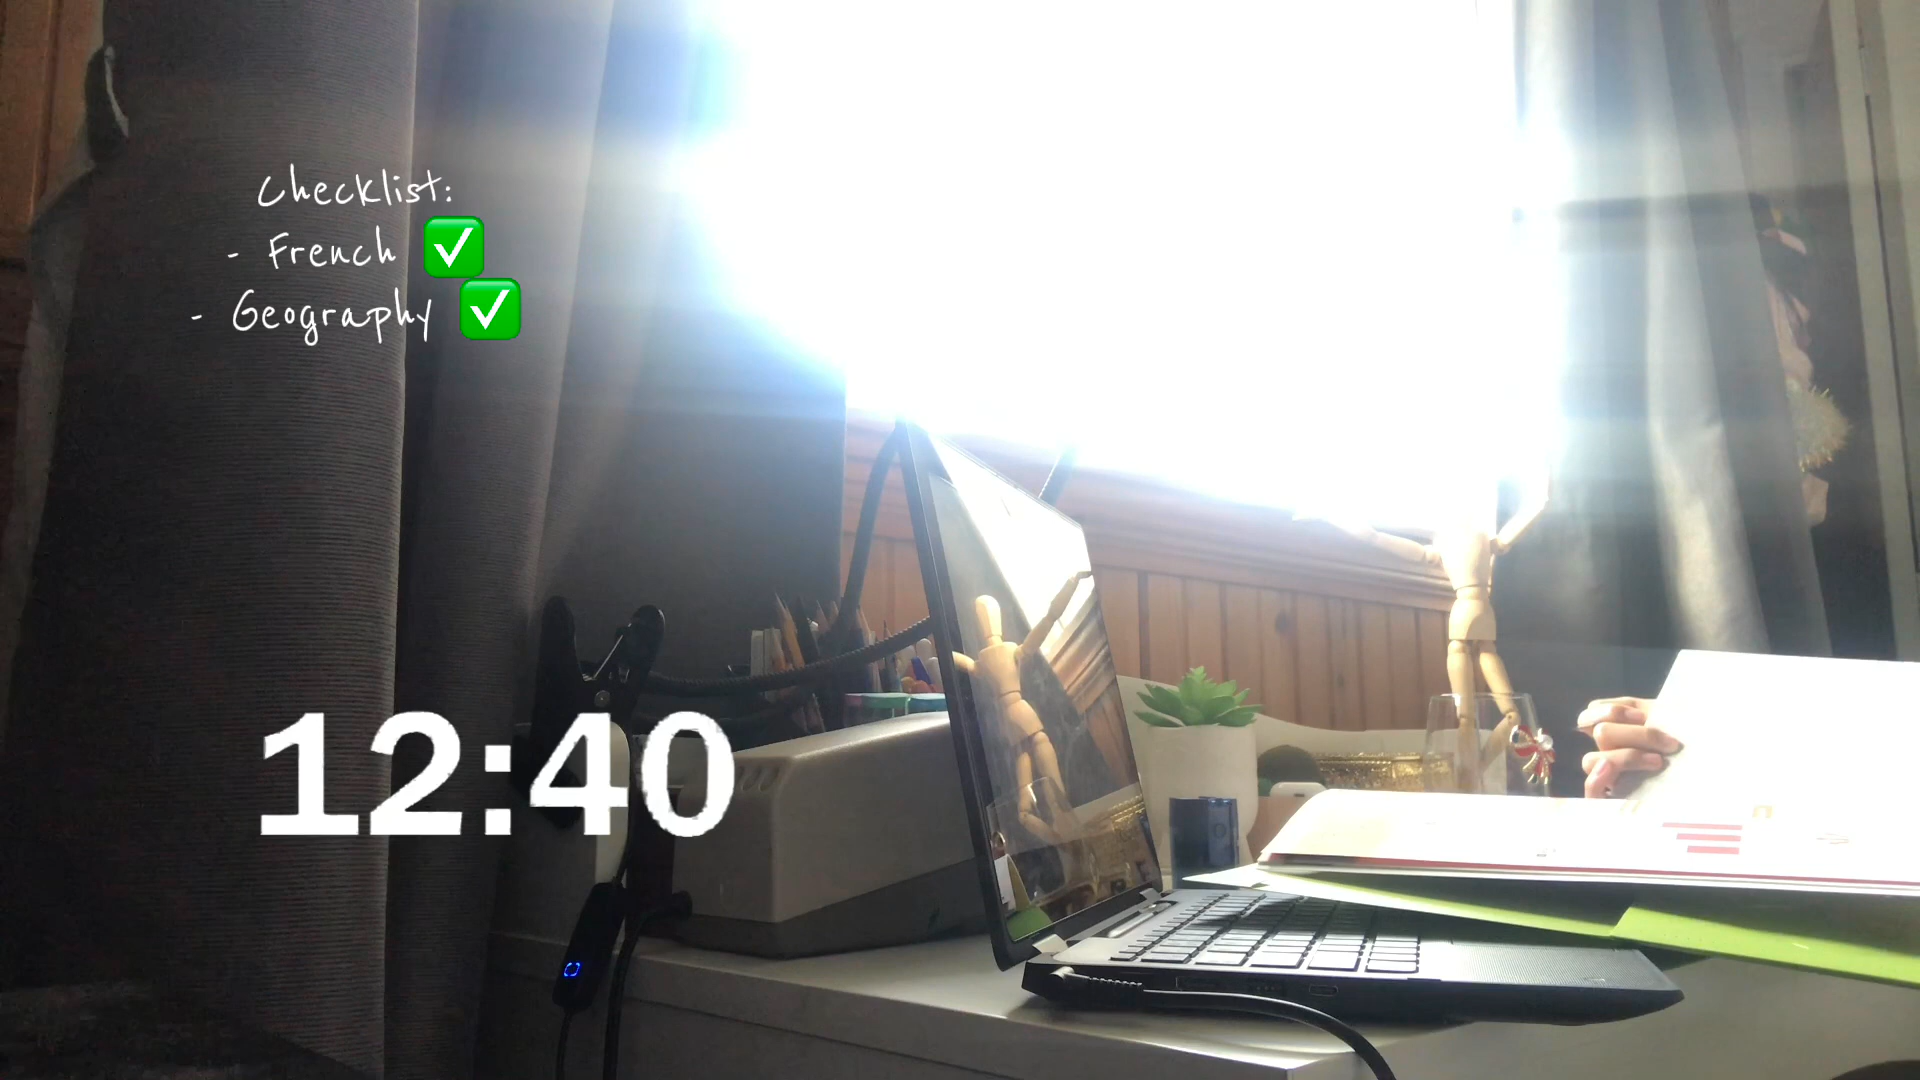 Checklist:
- French ✅
- Geography ✅
12:40